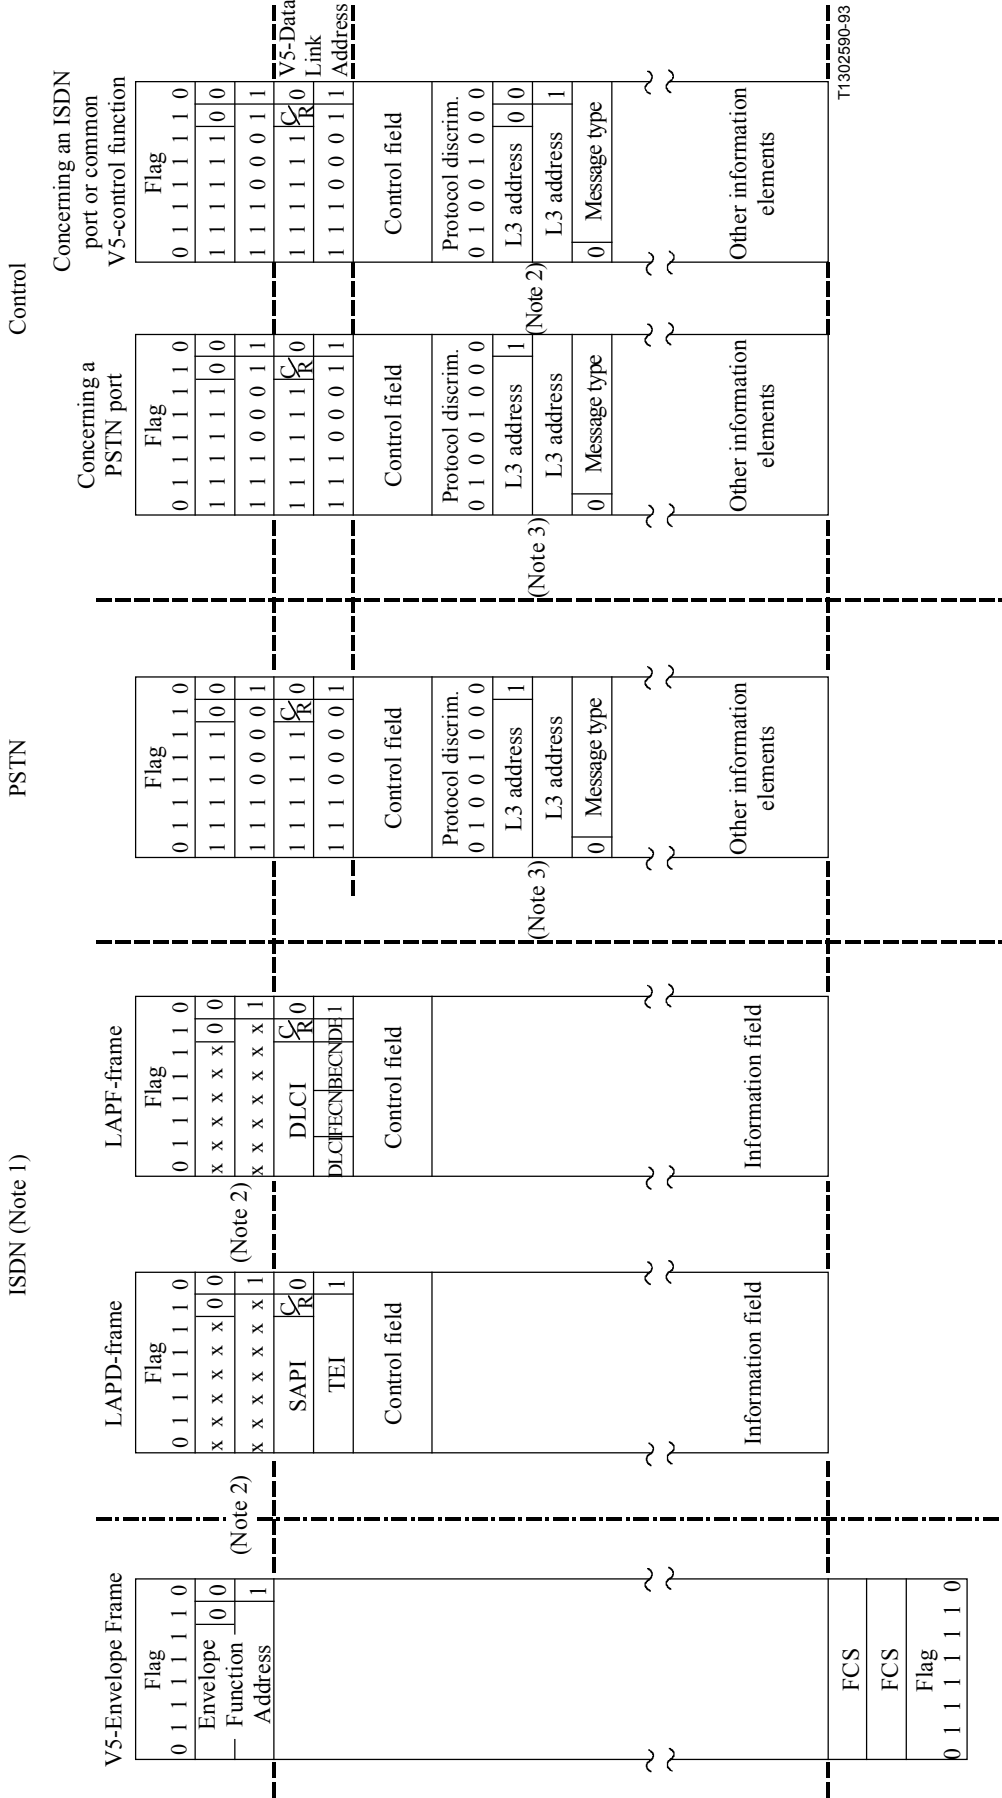 ISDN (Note 1)
PSTN
Control
V5-Envelope Frame
Flag
0 1 1 1 1 1 1 0
Envelope 0 0
Function
Address 1
FCS
FCS
Flag
0 1 1 1 1 1 1 0
(Note 2)
LAPD-frame
Flag
0 1 1 1 1 1 1 0
x x x x x x 0 0
x x x x x x x 1
SAPI C/R 0
TEI 1
Control field
Information field
(Note 2)
LAPF-frame
Flag
0 1 1 1 1 1 1 0
x x x x x x 0 0
x x x x x x x 1
DLCI C/R 0
DLCI FECN BECN DE 1
Control field
Information field
(Note 3)
Flag
0 1 1 1 1 1 1 0
1 1 1 1 1 1 0 0
1 1 1 0 0 0 0 1
1 1 1 1 1 1 C/R 0
1 1 1 0 0 0 0 1
Control field
Protocol discrim.
0 1 0 0 1 0 0 0
L3 address 1
L3 address
0 Message type
Other information
elements
(Note 3)
Concerning a
PSTN port
Flag
0 1 1 1 1 1 1 0
1 1 1 1 1 1 0 0
1 1 1 0 0 0 1 1
1 1 1 1 1 1 C/R 0
1 1 1 0 0 0 1 1
Control field
Protocol discrim.
0 1 0 0 1 0 0 0
L3 address 1
L3 address
0 Message type
Other information
elements
(Note 2)
Concerning an ISDN
port or common
V5-control function
Flag
0 1 1 1 1 1 1 0
1 1 1 1 1 1 0 0
1 1 1 0 0 0 1 1
1 1 1 1 1 1 C/R 0
1 1 1 0 0 0 1 1
Control field
Protocol discrim.
0 1 0 0 1 0 0 0
L3 address 0 0
L3 address 1
0 Message type
Other information
elements
V5-Data
Link
Address
T1302590-93